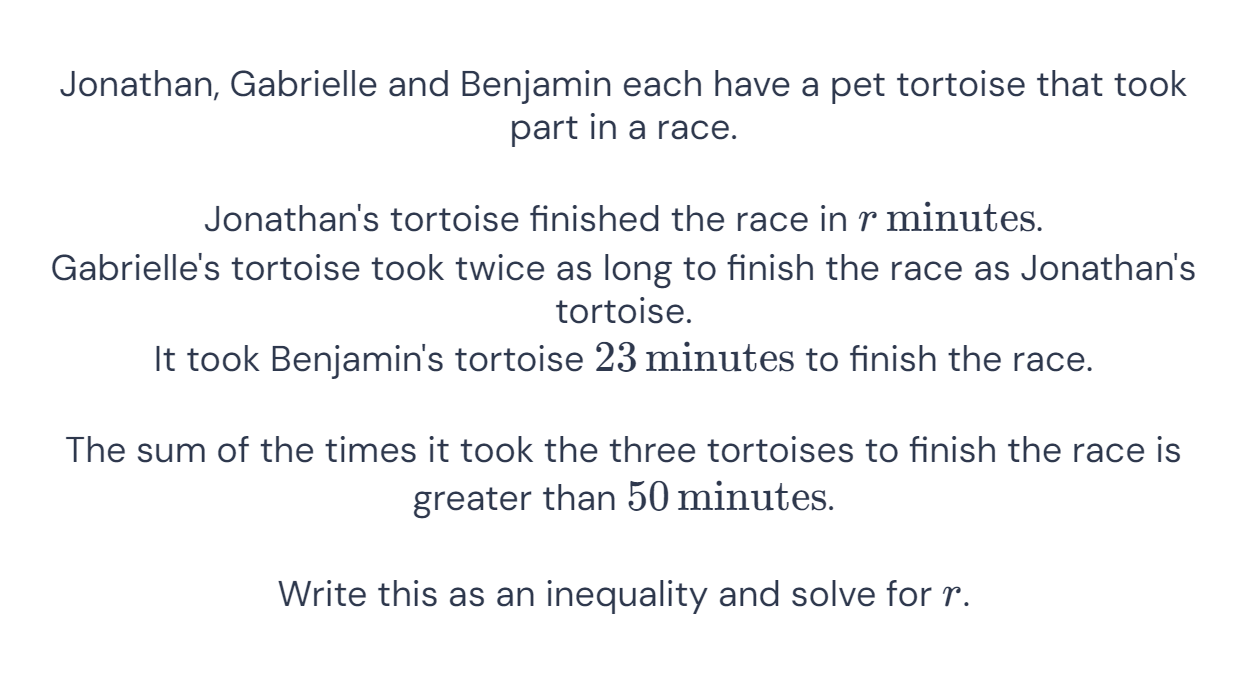 Jonathan, Gabrielle and Benjamin each have a pet tortoise that took
part in a race.
Jonathan's tortoise finished the race in r minutes.
Gabrielle's tortoise took twice as long to finish the race as Jonathan's
tortoise.
It took Benjamin's tortoise 23 minutes to finish the race.
The sum of the times it took the three tortoises to finish the race is
greater than 50 minutes.
Write this as an inequality and solve for r.